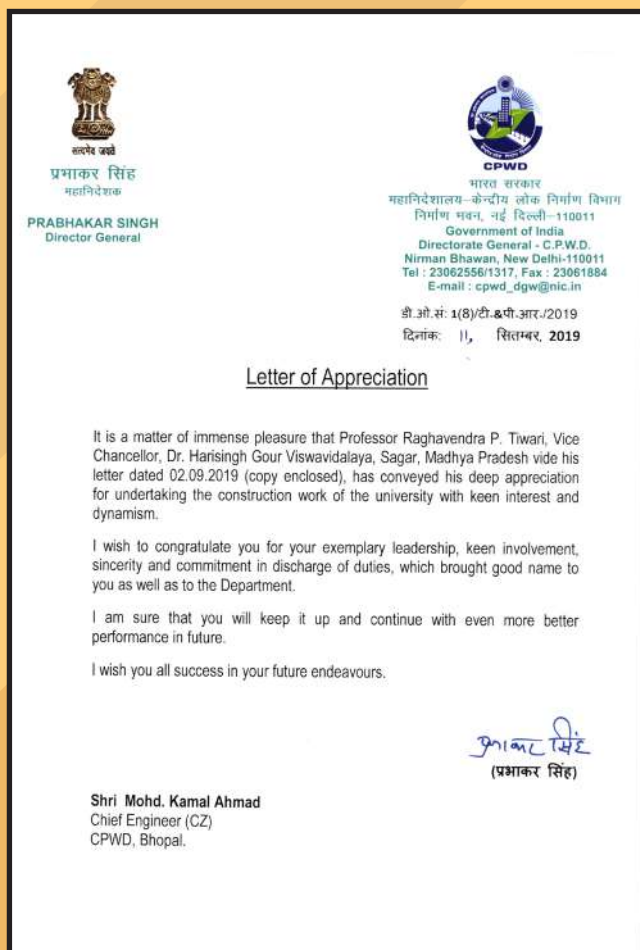 सत्यमेव जयते
प्रभाकर सिंह
महानिदेशक
PRABHAKAR SINGH
Director General
CPWD
भारत सरकार
महानिदेशालय–केन्द्रीय लोक निर्माण विभाग
निर्माण भवन, नई दिल्ली–110011
Government of India
Directorate General - C.P.W.D.
Nirman Bhawan, New Delhi-110011
Tel : 23062556/1317, Fax : 23061884
E-mail : cpwd_dgw@nic.in
डी.ओ.सं: 1(8)/टी.&पी.आर./2019
दिनांक: 11, सितम्बर, 2019
Letter of Appreciation
It is a matter of immense pleasure that Professor Raghavendra P. Tiwari, Vice
Chancellor, Dr. Harisingh Gour Viswavidalaya, Sagar, Madhya Pradesh vide his
letter dated 02.09.2019 (copy enclosed), has conveyed his deep appreciation
for undertaking the construction work of the university with keen interest and
dynamism.
I wish to congratulate you for your exemplary leadership, keen involvement,
sincerity and commitment in discharge of duties, which brought good name to
you as well as to the Department.
I am sure that you will keep it up and continue with even more better
performance in future.
I wish you all success in your future endeavours.
प्रभाकर सिंह
(प्रभाकर सिंह)
Shri Mohd. Kamal Ahmad
Chief Engineer (CZ)
CPWD, Bhopal.